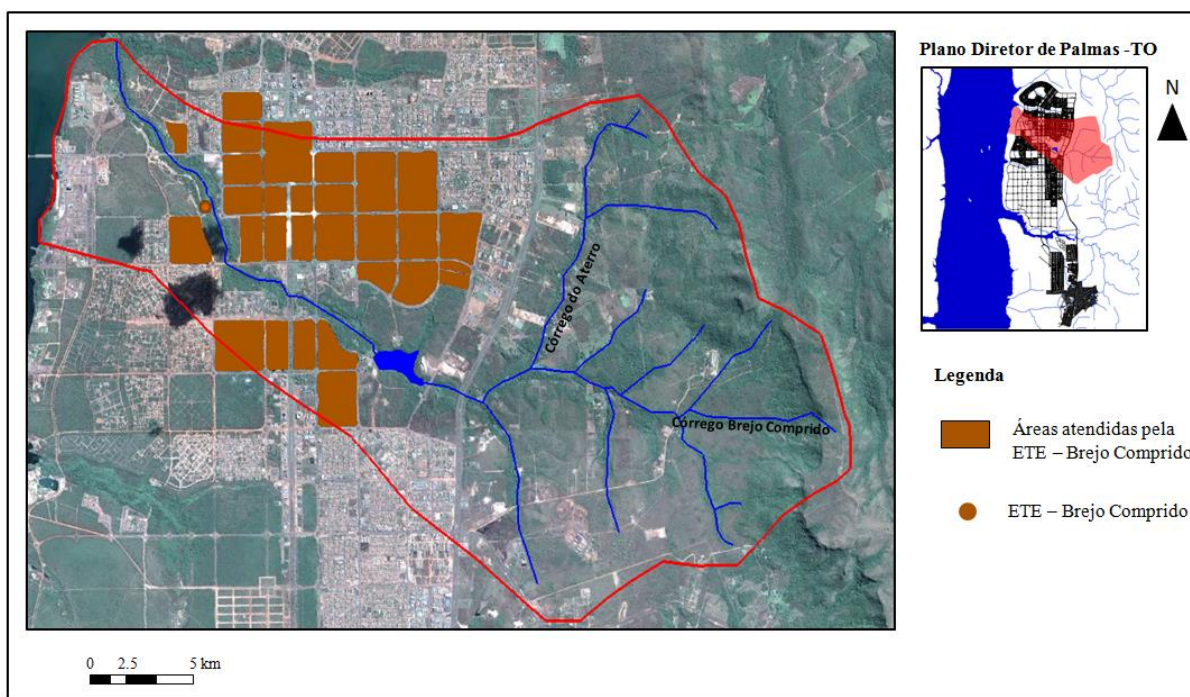 Plano Diretor de Palmas -TO
N
Córrego do Aterro
Córrego Brejo Comprido
Legenda
Áreas atendidas pela
ETE – Brejo Comprido
ETE – Brejo Comprido
0 2.5 5 km